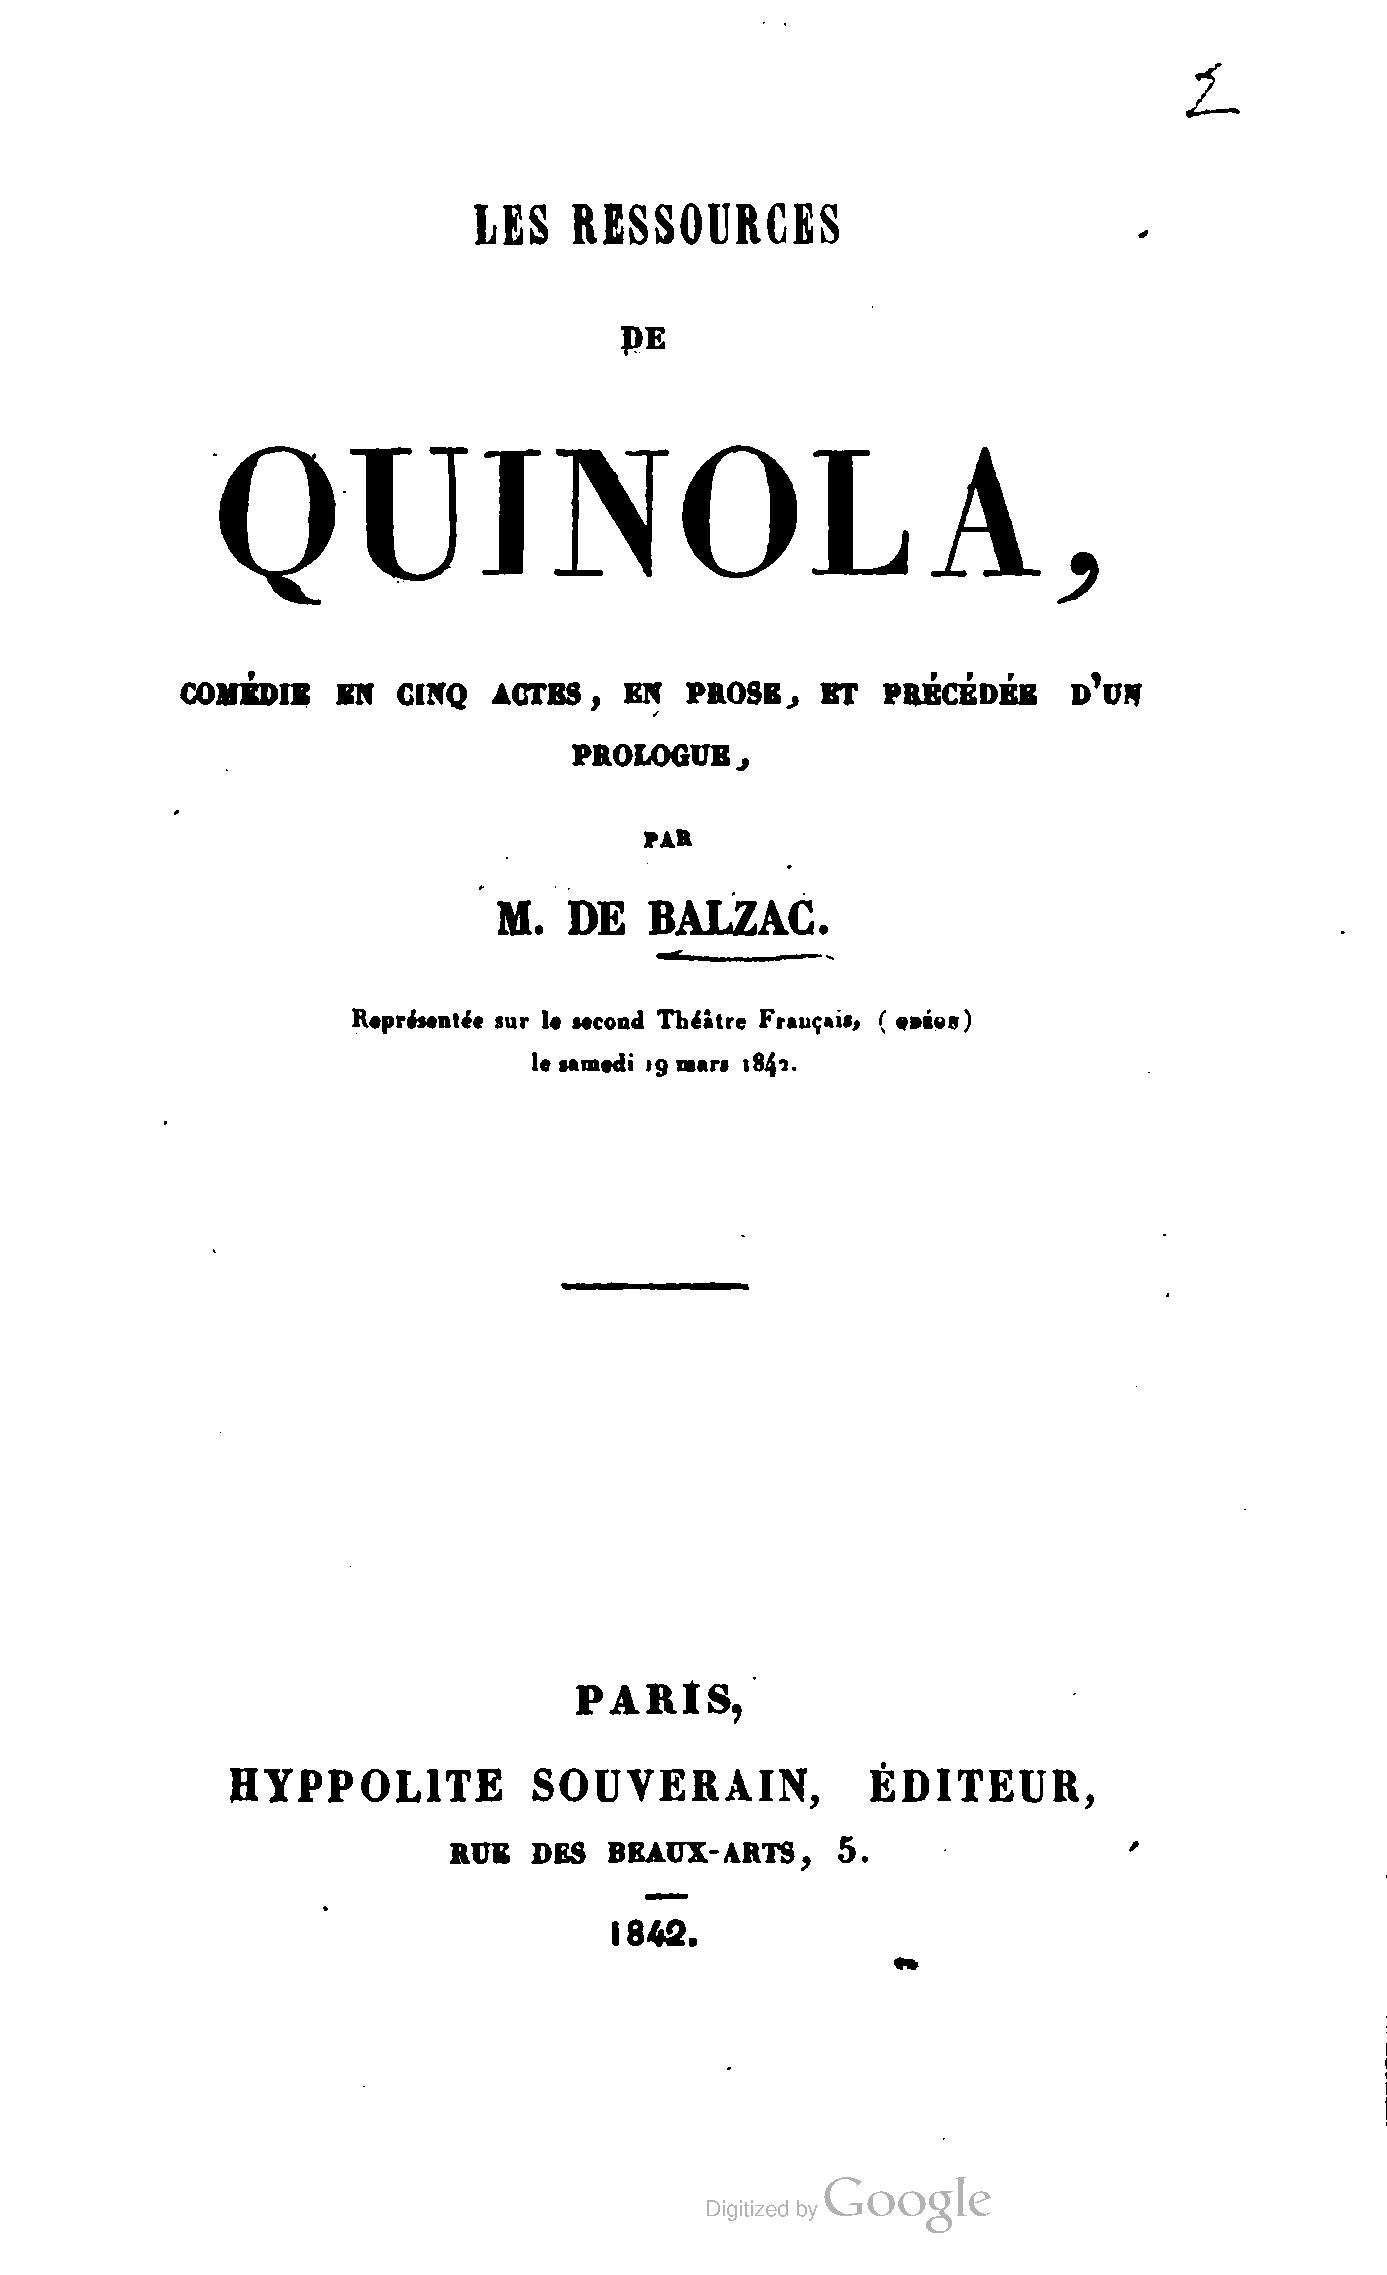 2
LES RESSOURCES
DE
QUINOLA,
COMÉDIE EN CINQ ACTES, EN PROSE, ET PRÉCÉDÉE D'UN
PROLOGUE,
PAR
M. DE BALZAC.
Représentée sur le second Théâtre Français, (ODÉON)
le samedi 19 mars 1842.
PARIS,
HYPPOLITE SOUVERAIN, ÉDITEUR,
RUE DES BEAUX-ARTS, 5.
1842.
Digitized by Google